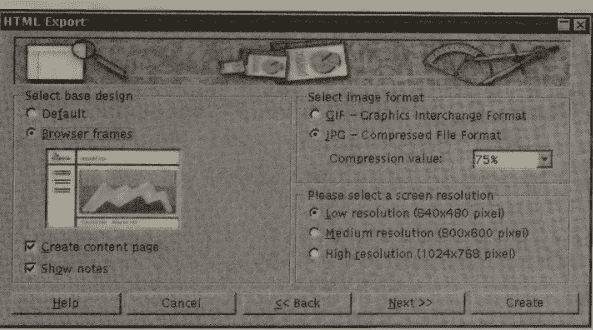 HTML Export
Select base design
Default
Browser frames
Create content page
Show notes
Select image format
GIF - Graphics Interchange Format
JPG - Compressed File Format
Compression value: 75%
Please select a screen resolution
Low resolution (640x480 pixel)
Medium resolution (800x600 pixel)
High resolution (1024x768 pixel)
Help Cancel << Back Next >> Create